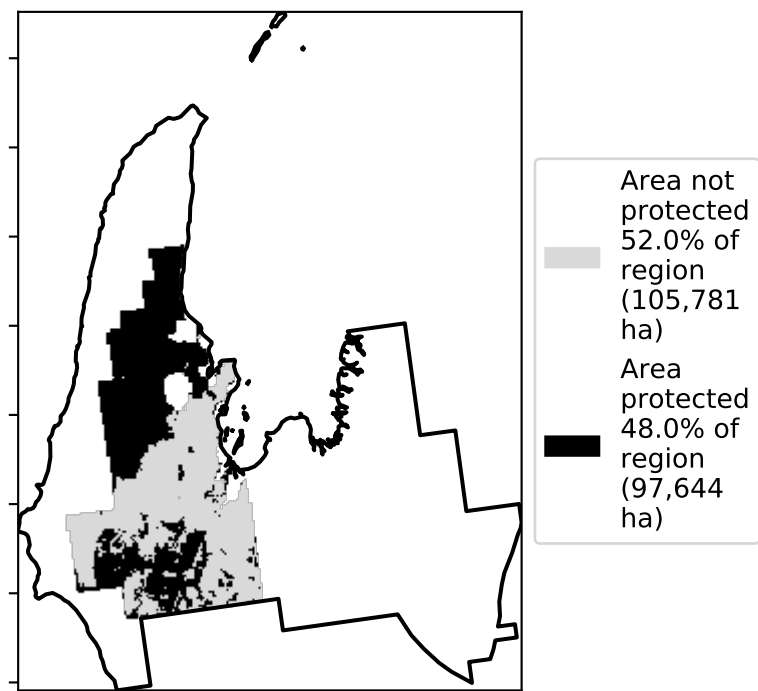 Area not
protected
52.0% of
region
(105,781
ha)
Area
protected
48.0% of
region
(97,644
ha)